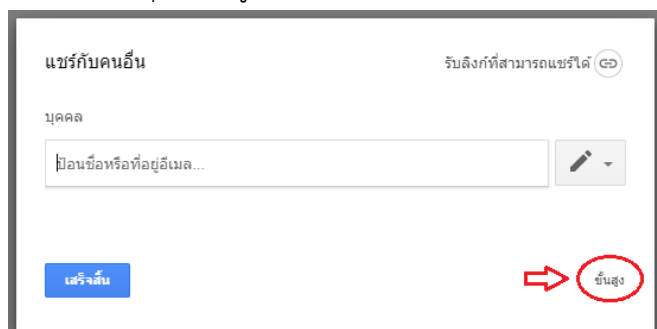 แชร์กับคนอื่น
รับลิงก์ที่สามารถแชร์ได้
บุคคล
ป้อนชื่อหรือที่อยู่อีเมล...
เสร็จสิ้น
ขั้นสูง